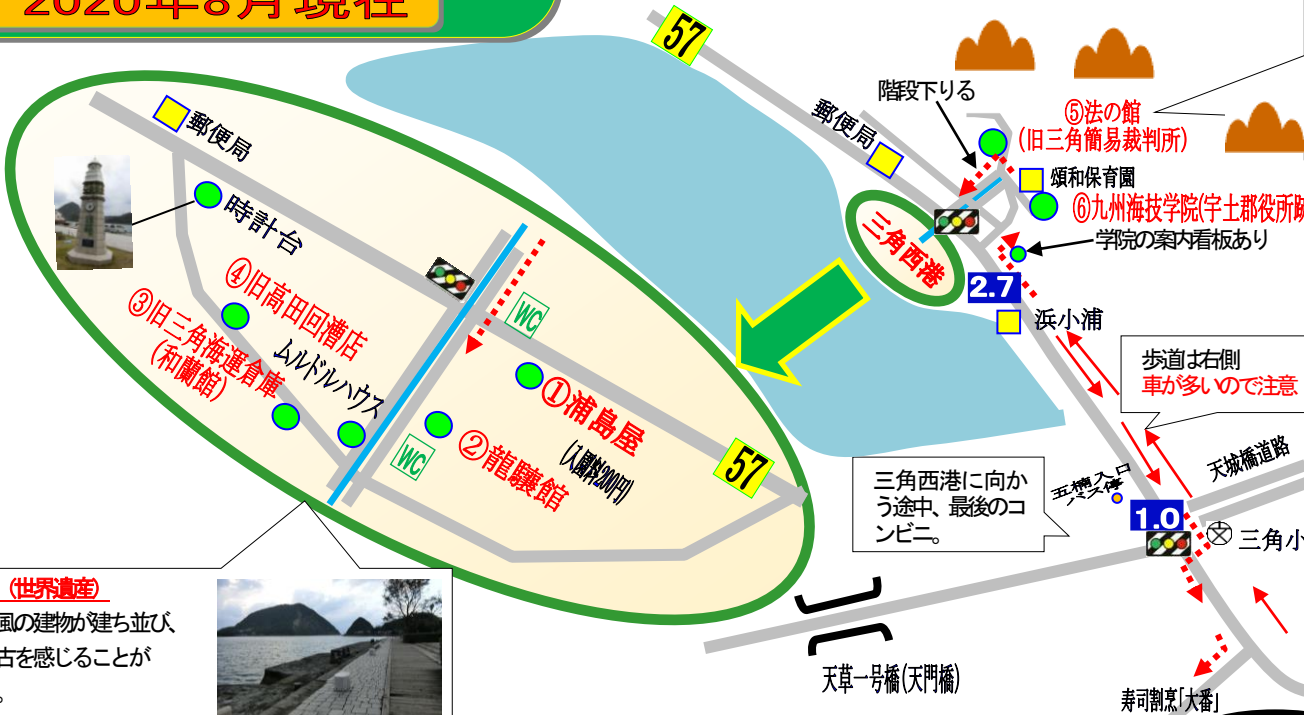 2020年8月現在
57
階段下りる
郵便局
⑤法の館
(旧三角簡易裁判所)
頌和保育園
⑥九州海技学院(宇土郡役所跡
学院の案内看板あり
三角西港
2.7
浜小浦
歩道は右側
車が多いので注意
天城橋道路
三角西港に向か
う途中、最後のコ
ンビニ。
五楠入口
バス停
1.0
三角小
天草一号橋(天門橋)
寿司割烹「大番」
郵便局
時計台
④旧高田回漕店
③旧三角海運倉庫
(和蘭館)
ムルドルハウス
WC
①浦島屋
(入園料200円)
②龍驤館
WC
57
(世界遺産)
風の建物が建ち並び、
古を感じることが
。